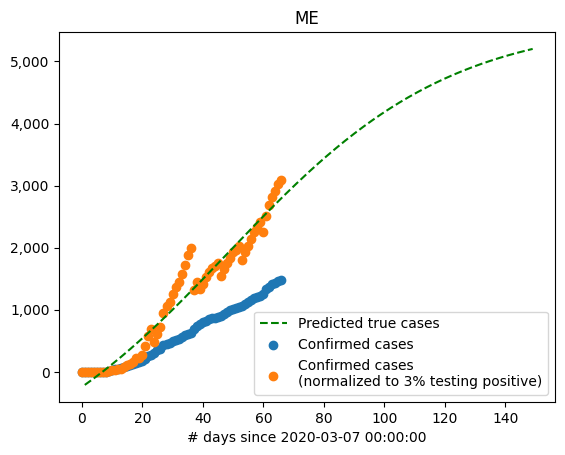 ME
5,000
4,000
3,000
2,000
1,000
0
Predicted true cases
Confirmed cases
Confirmed cases
(normalized to 3% testing positive)
0 20 40 60 80 100 120 140
# days since 2020-03-07 00:00:00